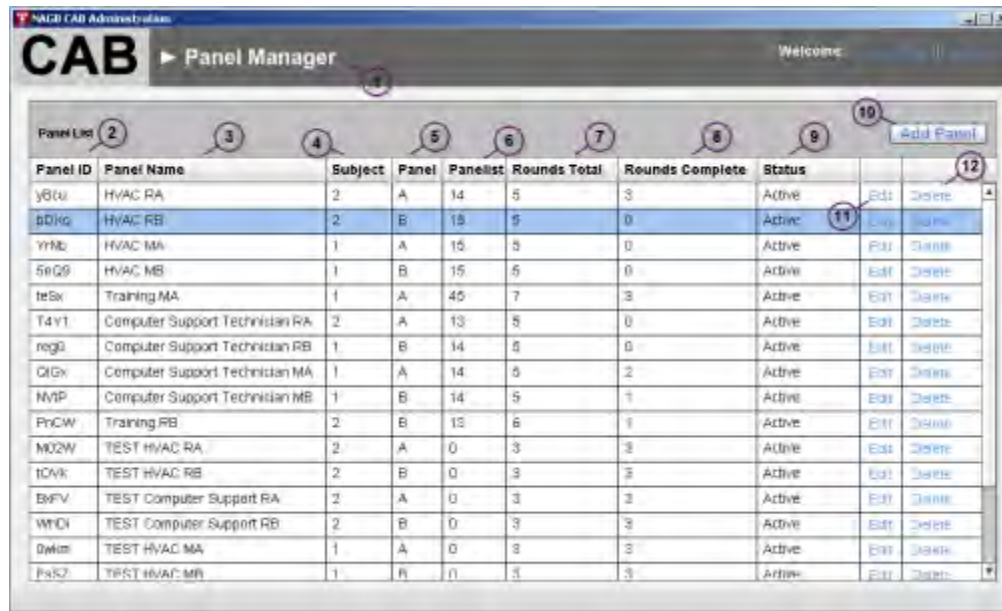 NAGB CAB Administration
CAB ► Panel Manager
Welcome
1
Panel List 2 3 4 5 6 7 8 9 10 Add Panel
Panel ID Panel Name Subject Panel Panelist Rounds Total Rounds Complete Status 12
HVAC RA 2 A 14 5 3 Active Edit Delete
11
HVAC RB 2 B 5 0 Active
HVAC MA 1 A 15 5 0 Active Edit Delete
5eQ9 HVAC MB 1 B 15 5 0 Active Edit Delete
teSx Training MA 1 A 45 7 3 Active Edit Delete
T4Y1 Computer Support Technician RA 2 A 13 5 0 Active Edit Delete
Computer Support Technician RB 1 B 14 5 0 Active Edit Delete
QIGx Computer Support Technician MA 1 A 14 5 2 Active Edit Delete
Computer Support Technician MB 1 B 14 5 1 Active Edit Delete
PnCW Training RB 2 B 13 6 1 Active Edit Delete
M02W TEST HVAC RA 2 A 0 3 3 Active Edit Delete
tOVk TEST HVAC RB 2 B 0 3 3 Active Edit Delete
BxFV TEST Computer Support RA 2 A 0 3 3 Active Edit Delete
TEST Computer Support RB 2 B 0 3 3 Active Edit Delete
TEST HVAC MA 1 A 0 3 3 Active Edit Delete
TEST HVAC MB 1 B 0 3 Active Edit Delete